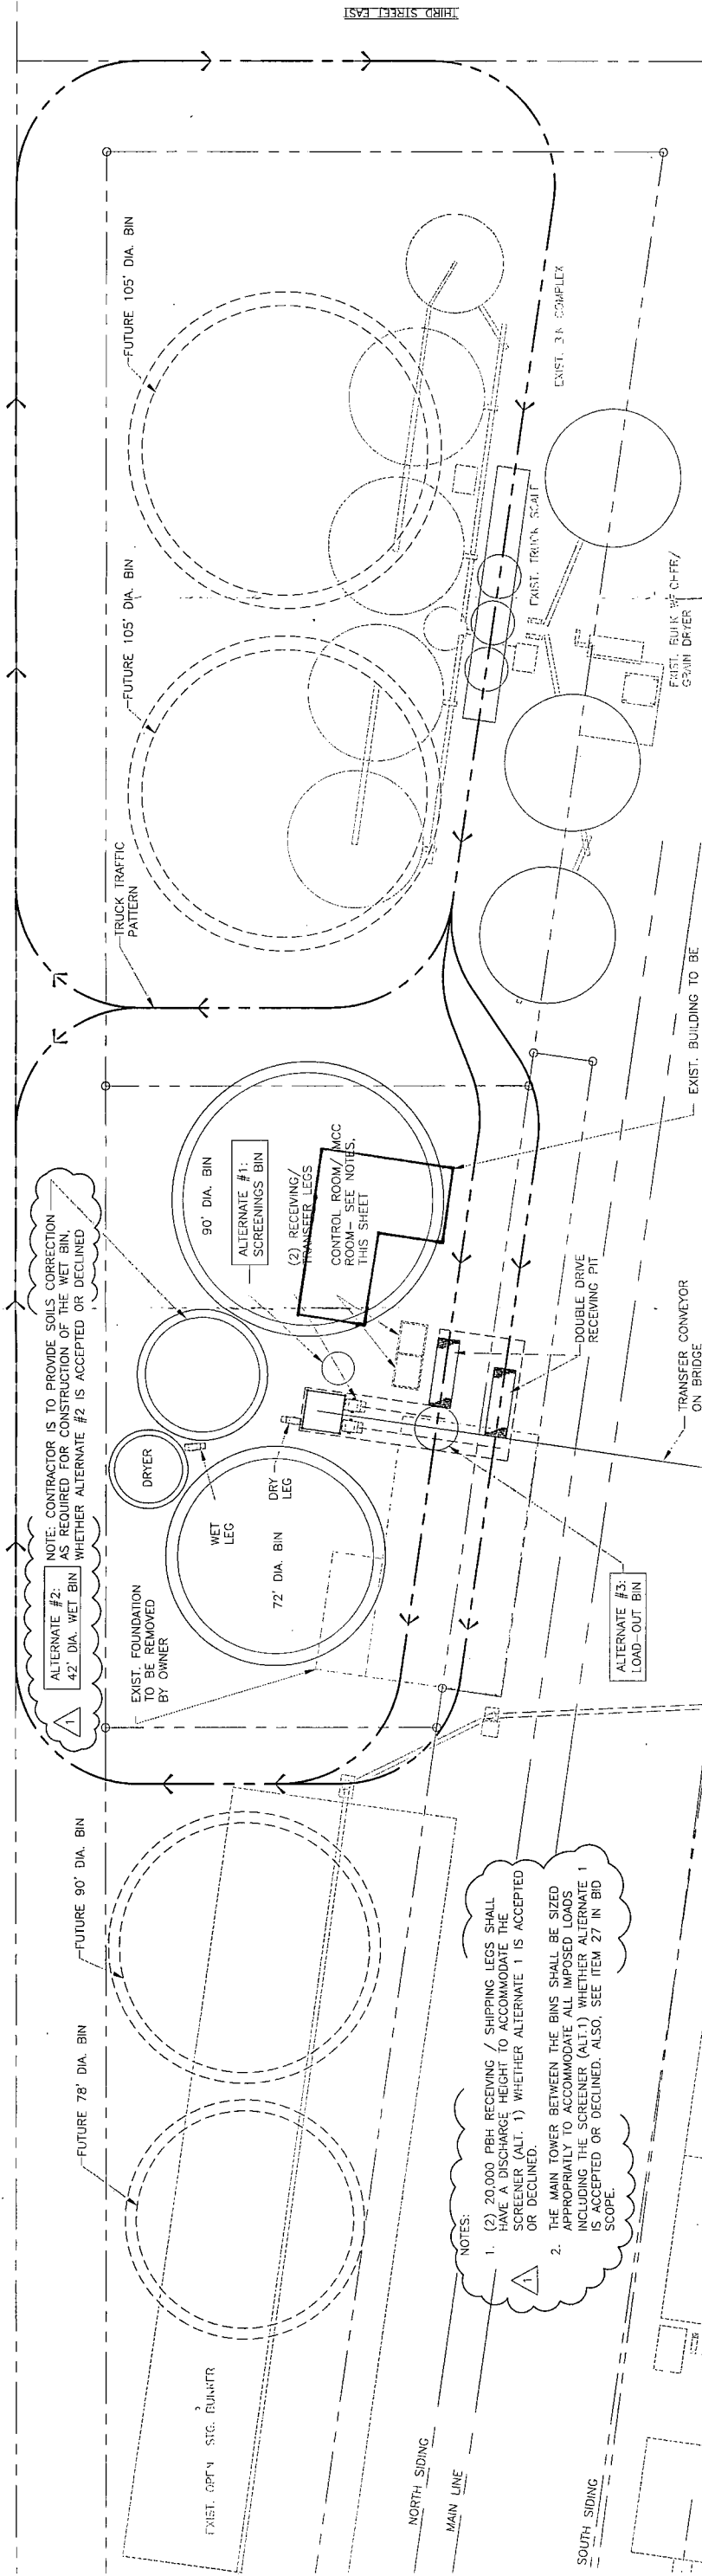 THIRD STREET EAST
FUTURE 105' DIA. BIN
FUTURE 105' DIA. BIN
EXIST. BIN COMPLEX
EXIST. TRUCK SCALE
EXIST. BULK WEIGHER/
GRAIN DRYER
TRUCK TRAFFIC
PATTERN
NOTE: CONTRACTOR IS TO PROVIDE SOILS CORRECTION
AS REQUIRED FOR CONSTRUCTION OF THE WET BIN,
WHETHER ALTERNATE #2 IS ACCEPTED OR DECLINED
ALTERNATE #2:
42' DIA. WET BIN
1
90' DIA. BIN
ALTERNATE #1:
SCREENINGS BIN
(2) RECEIVING/
TRANSFER LEGS
CONTROL ROOM/ MCC
ROOM- SEE NOTES,
THIS SHEET
EXIST. BUILDING TO BE
DOUBLE DRIVE
RECEIVING PIT
TRANSFER CONVEYOR
ON BRIDGE
DRYER
WET
LEG
DRY
LEG
72' DIA. BIN
EXIST. FOUNDATION
TO BE REMOVED
BY OWNER
ALTERNATE #3:
LOAD-OUT BIN
FUTURE 90' DIA. BIN
FUTURE 78' DIA. BIN
EXIST. OPEN STG. BUNKER
NOTES:
1. (2) 20,000 PBH RECEIVING / SHIPPING LEGS SHALL
HAVE A DISCHARGE HEIGHT TO ACCOMMODATE THE
SCREENER (ALT. 1) WHETHER ALTERNATE 1 IS ACCEPTED
OR DECLINED.
1
2. THE MAIN TOWER BETWEEN THE BINS SHALL BE SIZED
APPROPRIATLY TO ACCOMMODATE ALL IMPOSED LOADS
INCLUDING THE SCREENER (ALT.1) WHETHER ALTERNATE 1
IS ACCEPTED OR DECLINED. ALSO, SEE ITEM 27 IN BID
SCOPE.
NORTH SIDING
MAIN LINE
SOUTH SIDING